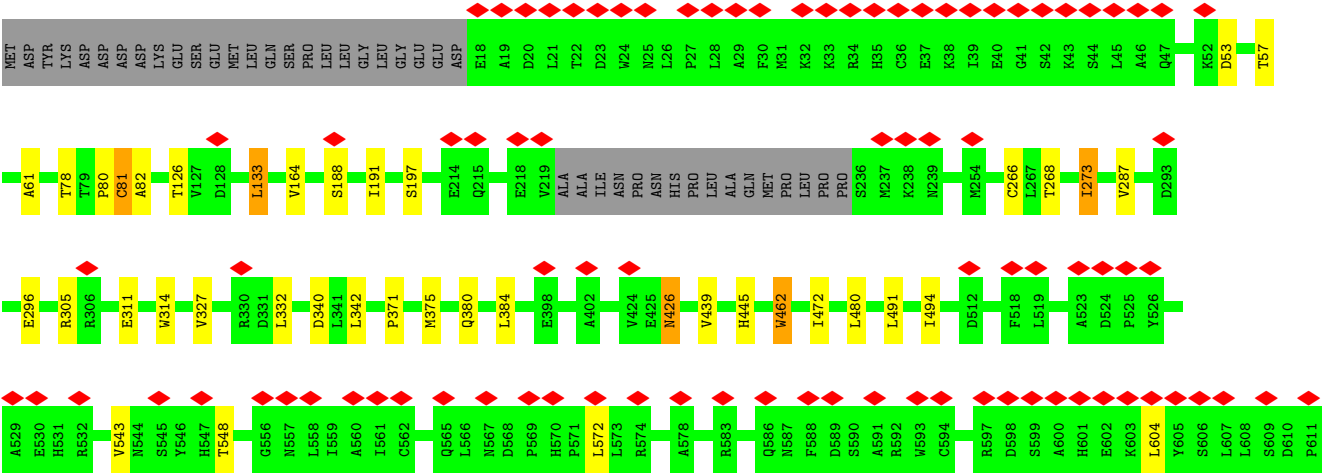 MET ASP TYR LYS ASP ASP ASP ASP LYS GLU SER GLU MET LEU GLN SER PRO LEU LEU GLY LEU GLY GLU GLU ASP E18 A19 D20 L21 T22 D23 W24 N25 L26 P27 L28 A29 F30 M31 K32 K33 R34 H35 C36 E37 K38 I39 E40 G41 S42 K43 S44 L45 A46 Q47 K52 D53 T57
A61 T78 T79 P80 C81 A82 T126 V127 D128 L133 V164 S188 I191 S197 E214 Q215 E218 V219 ALA ALA ILE ASN PRO ASN HIS PRO LEU ALA GLN MET PRO LEU PRO PRO S236 M237 K238 N239 M254 C266 L267 T268 I273 V287 D293
E296 R305 R306 E311 W314 V327 R330 D331 L332 D340 L341 L342 P371 M375 Q380 L384 E398 A402 V424 E425 N426 V439 H445 W462 I472 L480 L491 I494 D512 F518 L519 A523 D524 P525 Y526
A529 E530 H531 R532 V543 N544 S545 Y546 H547 T548 G556 N557 L558 I559 A560 I561 C562 Q565 L566 N567 D568 P569 H570 P571 L572 L573 R574 A578 R583 Q586 N587 F588 D589 S590 A591 R592 W593 C594 R597 D598 S599 A600 H601 E602 K603 L604 Y605 S606 L607 L608 S609 D610 P611